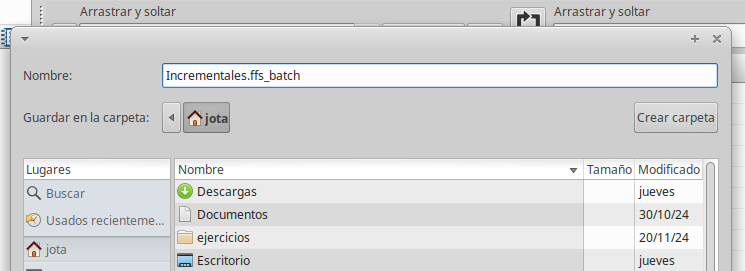 Arrastrar y soltar Arrastrar y soltar
Nombre: Incrementales.ffs_batch
Guardar en la carpeta: jota Crear carpeta
Lugares Nombre Tamaño Modificado
Buscar Descargas jueves
Usados recienteme... Documentos 30/10/24
ejercicios 20/11/24
jota Escritorio jueves